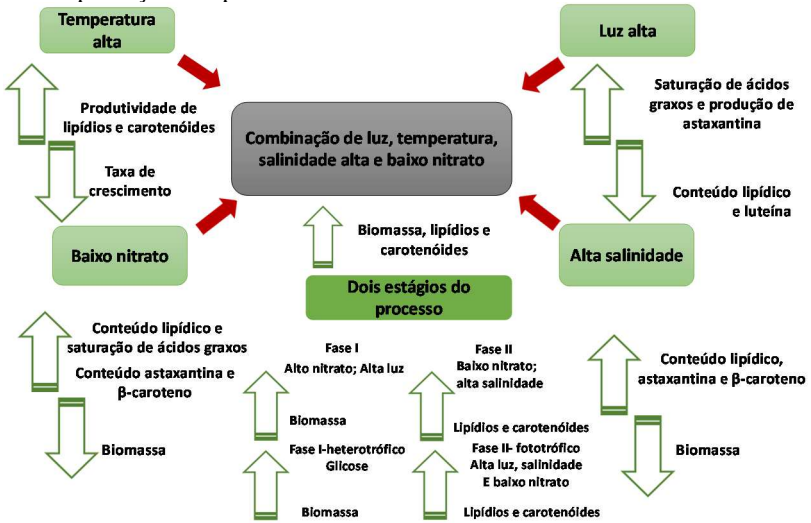 Temperatura
alta
Luz alta
Produtividade de
lipídios e carotenóides
Taxa de
crescimento
Combinação de luz, temperatura,
salinidade alta e baixo nitrato
Saturação de ácidos
graxos e produção de
astaxantina
Conteúdo lipídico
e luteína
Baixo nitrato
Biomassa, lipídios e
carotenóides
Alta salinidade
Dois estágios do
processo
Conteúdo lipídico e
saturação de ácidos graxos
Conteúdo astaxantina e
β-caroteno
Biomassa
Fase I
Alto nitrato; Alta luz
Biomassa
Fase II
Baixo nitrato;
alta salinidade
Lipídios e carotenóides
Fase I-heterotrófico
Glicose
Biomassa
Fase II- fototrófico
Alta luz, salinidade
E baixo nitrato
Lipídios e carotenóides
Conteúdo lipídico,
astaxantina e β-caroteno
Biomassa